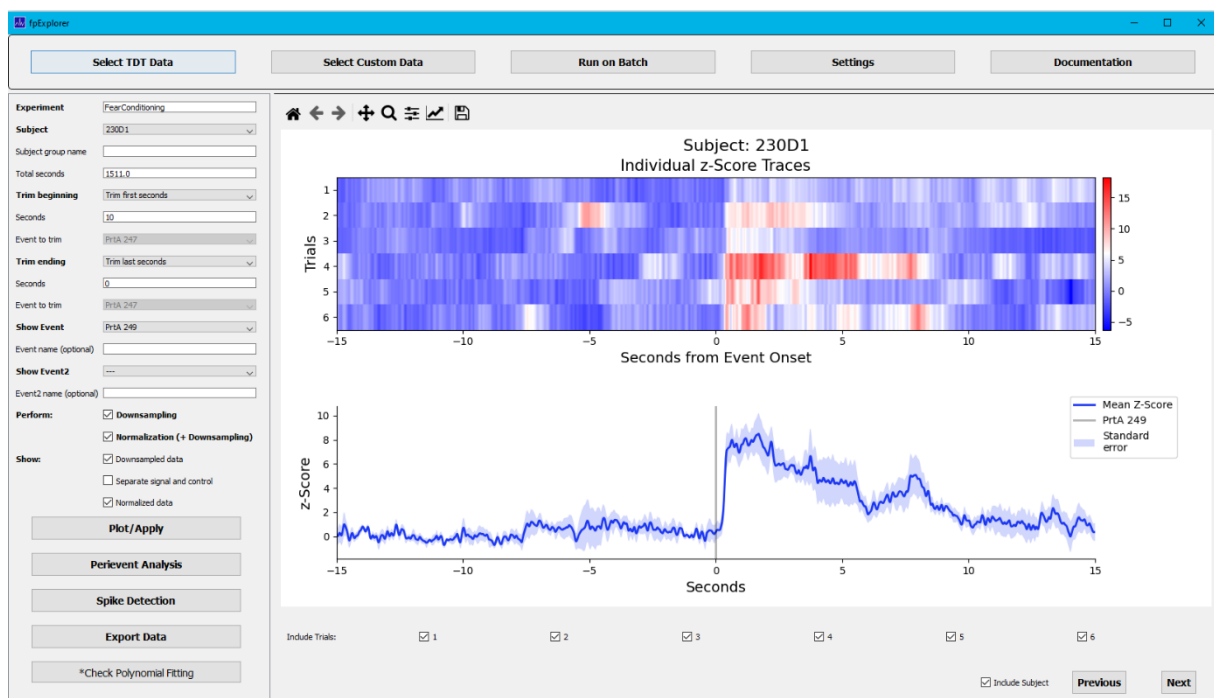 fpExplorer
Select TDT Data
Select Custom Data
Run on Batch
Settings
Documentation
Experiment FearConditioning
Subject 230D1
Subject group name
Total seconds 1511.0
Trim beginning Trim first seconds
Seconds 10
Event to trim PrtA 247
Trim ending Trim last seconds
Seconds 0
Event to trim PrtA 247
Show Event PrtA 249
Event name (optional)
Show Event2 ---
Event2 name (optional)
Perform: Downsampling
Normalization (+ Downsampling)
Show: Downsampled data
Separate signal and control
Normalized data
Plot/Apply
Perievent Analysis
Spike Detection
Export Data
*Check Polynomial Fitting
Subject: 230D1
Individual z-Score Traces
Trials
1
2
3
4
5
6
−15 −10 −5 0 5 10 15
Seconds from Event Onset
15
10
5
0
−5
z-Score
10
8
6
4
2
0
−15 −10 −5 0 5 10 15
Seconds
Mean Z-Score
PrtA 249
Standard
error
Include Trials: 1 2 3 4 5 6
Include Subject Previous Next